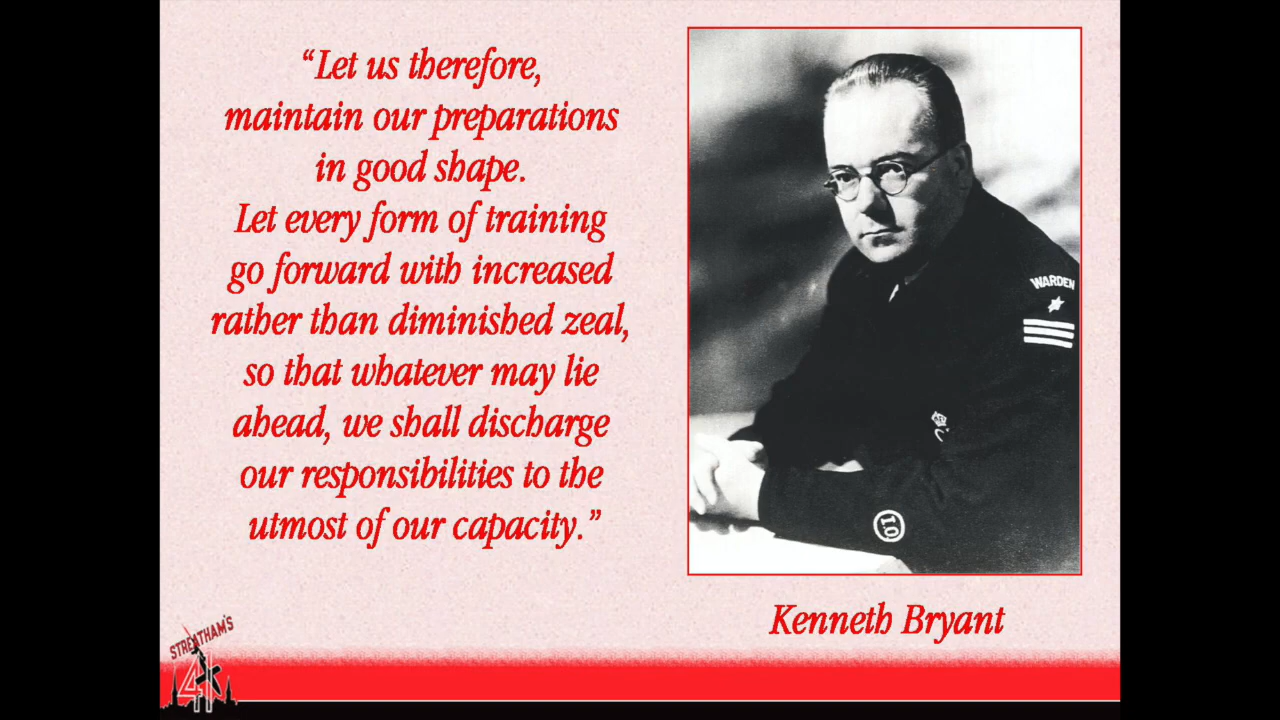 “Let us therefore,
maintain our preparations
in good shape.
Let every form of training
go forward with increased
rather than diminished zeal,
so that whatever may lie
ahead, we shall discharge
our responsibilities to the
utmost of our capacity.”
WARDEN
I.O
Kenneth Bryant
STREATHAM'S
41